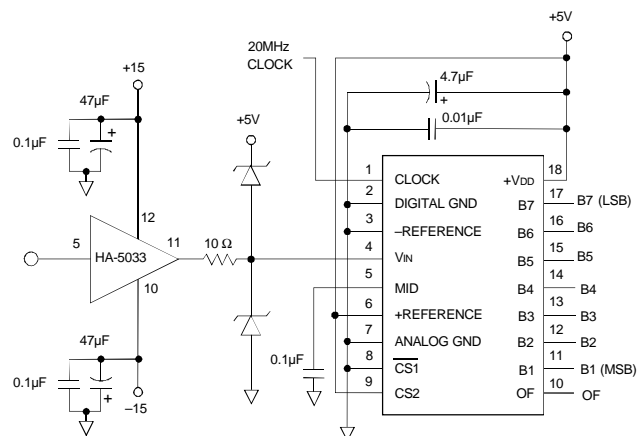 +5V
20MHz
CLOCK
+15
47µF
0.1µF
+
4.7µF
+
0.01µF
+5V
1 CLOCK
2 DIGITAL GND
3 –REFERENCE
4 VIN
5 MID
6 +REFERENCE
7 ANALOG GND
8 CS1
9 CS2
+VDD 18
B7 17 B7 (LSB)
B6 16 B6
B5 15 B5
B4 14 B4
B3 13 B3
B2 12 B2
B1 11 B1 (MSB)
OF 10 OF
12
5 HA-5033 11
10 Ω
10
47µF
0.1µF
+
–15
0.1µF